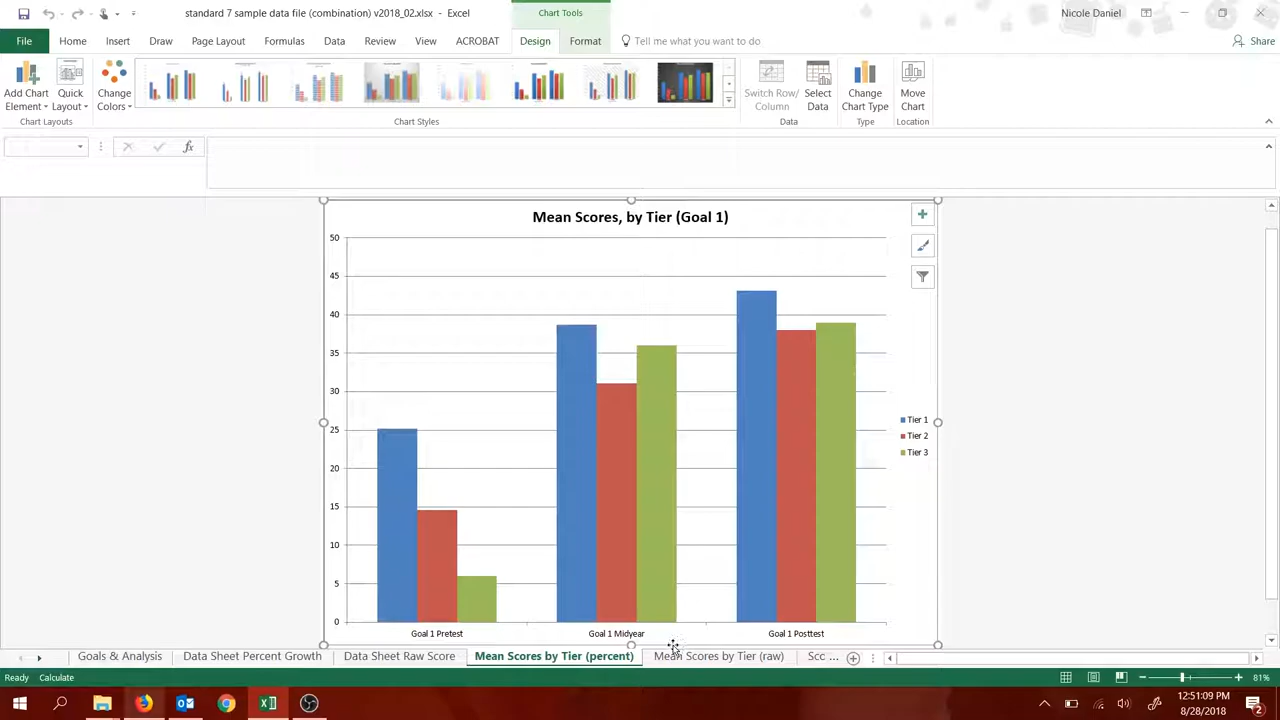 standard 7 sample data file (combination) v2018_02.xlsx - Excel
Chart Tools
Nicole Daniel
File
Home
Insert
Draw
Page Layout
Formulas
Data
Review
View
ACROBAT
Design
Format
Tell me what you want to do
Share
Add Chart
Element
Quick
Layout
Change
Colors
Switch Row/
Column
Select
Data
Change
Chart Type
Move
Chart
Chart Layouts
Chart Styles
Data
Type
Location
fx
Mean Scores, by Tier (Goal 1)
50
45
40
35
30
25
20
15
10
5
0
Tier 1
Tier 2
Tier 3
Goal 1 Pretest
Goal 1 Midyear
Goal 1 Posttest
Goals & Analysis
Data Sheet Percent Growth
Data Sheet Raw Score
Mean Scores by Tier (percent)
Mean Scores by Tier (raw)
Scc ...
Ready
Calculate
81%
12:51:09 PM
8/28/2018
2